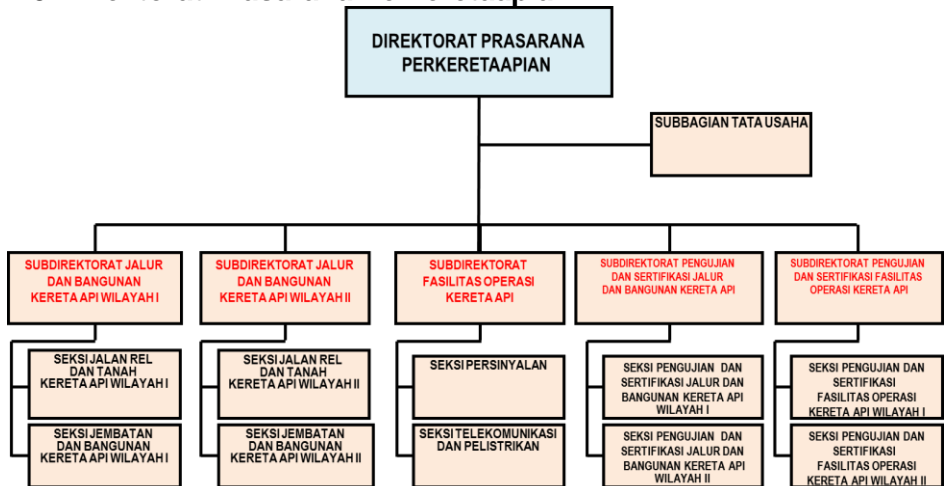 DIREKTORAT PRASARANA
PERKERETAAPIAN
SUBBAGIAN TATA USAHA
SUBDIREKTORAT JALUR
DAN BANGUNAN
KERETA API WILAYAH I
SUBDIREKTORAT JALUR
DAN BANGUNAN
KERETA API WILAYAH II
SUBDIREKTORAT
FASILITAS OPERASI
KERETA API
SUBDIREKTORAT PENGUJIAN
DAN SERTIFIKASI JALUR
DAN BANGUNAN KERETA API
SUBDIREKTORAT PENGUJIAN
DAN SERTIFIKASI FASILITAS
OPERASI KERETA API
SEKSI JALAN REL
DAN TANAH
KERETA API WILAYAH I
SEKSI JALAN REL
DAN TANAH
KERETA API WILAYAH II
SEKSI PERSINYALAN
SEKSI PENGUJIAN DAN
SERTIFIKASI JALUR DAN
BANGUNAN KERETA API
WILAYAH I
SEKSI PENGUJIAN DAN
SERTIFIKASI
FASILITAS OPERASI
KERETA API WILAYAH I
SEKSI JEMBATAN
DAN BANGUNAN
KERETA API WILAYAH I
SEKSI JEMBATAN
DAN BANGUNAN
KERETA API WILAYAH II
SEKSI TELEKOMUNIKASI
DAN PELISTRIKAN
SEKSI PENGUJIAN DAN
SERTIFIKASI JALUR DAN
BANGUNAN KERETA API
WILAYAH II
SEKSI PENGUJIAN DAN
SERTIFIKASI
FASILITAS OPERASI
KERETA API WILAYAH II